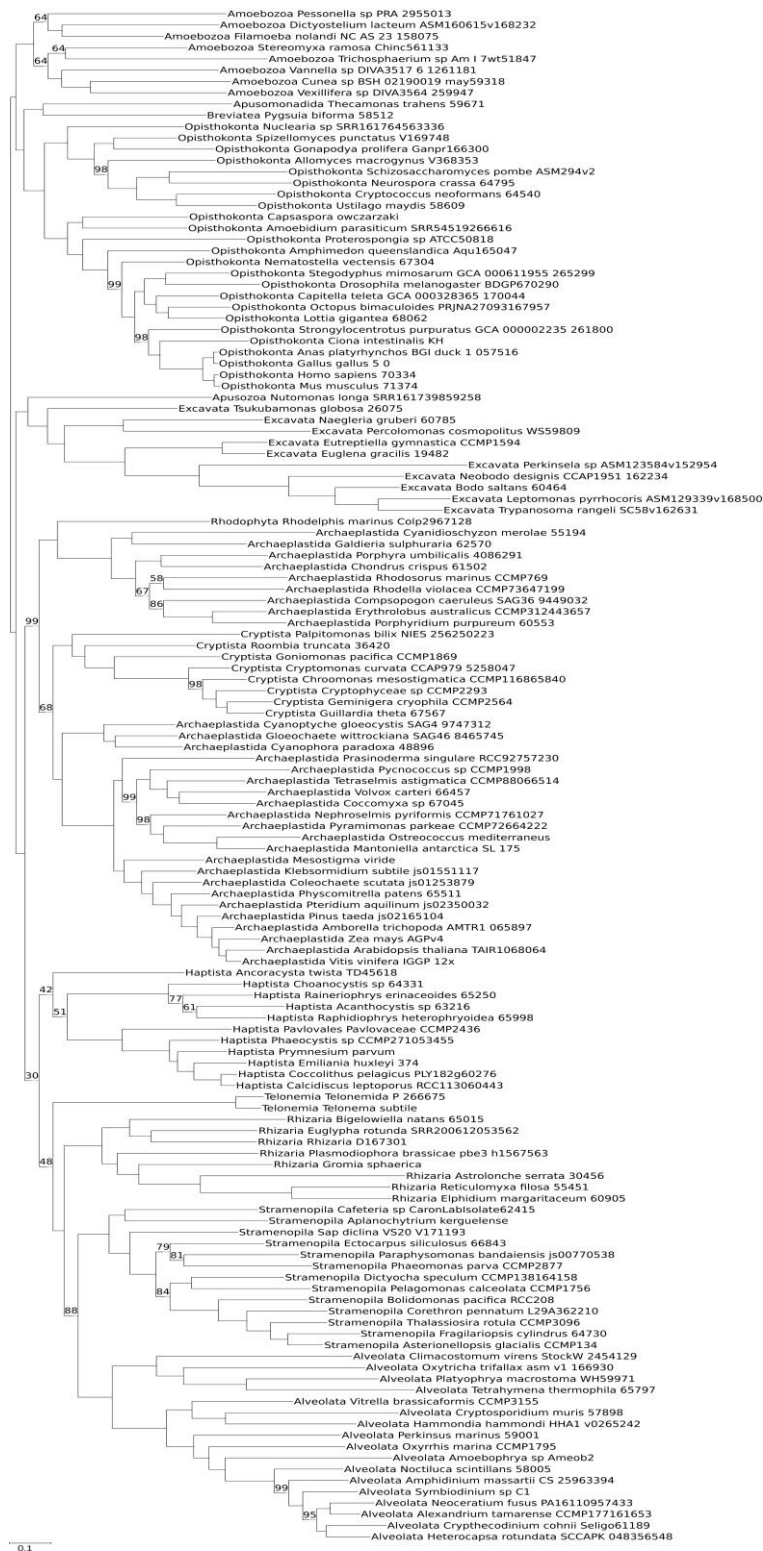 Amoebozoa Pessonella sp PRA 2955013
64
Amoebozoa Dictyostelium lacteum ASM160615v168232
Amoebozoa Filamoeba nolandi NC AS 23 158075
Amoebozoa Stereomyxa ramosa Chinc561133
64
Amoebozoa Trichosphaerium sp Am I 7wt51847
64
Amoebozoa Vannella sp DIVA3517 6 1261181
Amoebozoa Cunea sp BSH 02190019 may59318
Amoebozoa Vexillifera sp DIVA3564 259947
Apusomonadida Thecamonas trahens 59671
Breviatea Pygsuia biforma 58512
Opisthokonta Nuclearia sp SRR161764563336
Opisthokonta Spizellomyces punctatus V169748
Opisthokonta Gonapodya prolifera Ganpr166300
Opisthokonta Allomyces macrogynus V368353
98
Opisthokonta Schizosaccharomyces pombe ASM294v2
Opisthokonta Neurospora crassa 64795
Opisthokonta Cryptococcus neoformans 64540
Opisthokonta Ustilago maydis 58609
Opisthokonta Capsaspora owczarzaki
Opisthokonta Amoebidium parasiticum SRR54519266616
Opisthokonta Proterospongia sp ATCC50818
Opisthokonta Amphimedon queenslandica Aqu165047
Opisthokonta Nematostella vectensis 67304
Opisthokonta Stegodyphus mimosarum GCA 000611955 265299
99
Opisthokonta Drosophila melanogaster BDGP670290
Opisthokonta Capitella teleta GCA 000328365 170044
Opisthokonta Octopus bimaculoides PRJNA27093167957
Opisthokonta Lottia gigantea 68062
Opisthokonta Strongylocentrotus purpuratus GCA 000002235 261800
98
Opisthokonta Ciona intestinalis KH
Opisthokonta Anas platyrhynchos BGI duck 1 057516
Opisthokonta Gallus gallus 5 0
Opisthokonta Homo sapiens 70334
Opisthokonta Mus musculus 71374
Apusozoa Nutomonas longa SRR161739859258
Excavata Tsukubamonas globosa 26075
Excavata Naegleria gruberi 60785
Excavata Percolomonas cosmopolitus WS59809
Excavata Eutreptiella gymnastica CCMP1594
Excavata Euglena gracilis 19482
Excavata Perkinsela sp ASM123584v152954
Excavata Neobodo designis CCAP1951 162234
Excavata Bodo saltans 60464
Excavata Leptomonas pyrrhocoris ASM129339v168500
Excavata Trypanosoma rangeli SC58v162631
Rhodophyta Rhodelphis marinus Colp2967128
Archaeplastida Cyanidioschyzon merolae 55194
Archaeplastida Galdieria sulphuraria 62570
Archaeplastida Porphyra umbilicalis 4086291
Archaeplastida Chondrus crispus 61502
58
Archaeplastida Rhodosorus marinus CCMP769
67
Archaeplastida Rhodella violacea CCMP73647199
86
Archaeplastida Compsopogon caeruleus SAG36 9449032
Archaeplastida Erythrolobus australicus CCMP312443657
99
Archaeplastida Porphyridium purpureum 60553
Cryptista Palpitomonas bilix NIES 256250223
Cryptista Roombia truncata 36420
Cryptista Goniomonas pacifica CCMP1869
Cryptista Cryptomonas curvata CCAP979 5258047
98
Cryptista Chroomonas mesostigmatica CCMP116865840
Cryptista Cryptophyceae sp CCMP2293
Cryptista Geminigera cryophila CCMP2564
68
Cryptista Guillardia theta 67567
Archaeplastida Cyanoptyche gloeocystis SAG4 9747312
Archaeplastida Gloeochaete wittrockiana SAG46 8465745
Archaeplastida Cyanophora paradoxa 48896
Archaeplastida Prasinoderma singulare RCC92757230
Archaeplastida Pycnococcus sp CCMP1998
Archaeplastida Tetraselmis astigmatica CCMP88066514
99
Archaeplastida Volvox carteri 66457
Archaeplastida Coccomyxa sp 67045
Archaeplastida Nephroselmis pyriformis CCMP71761027
98
Archaeplastida Pyramimonas parkeae CCMP72664222
Archaeplastida Ostreococcus mediterraneus
Archaeplastida Mantoniella antarctica SL 175
Archaeplastida Mesostigma viride
Archaeplastida Klebsormidium subtile js01551117
Archaeplastida Coleochaete scutata js01253879
Archaeplastida Physcomitrella patens 65511
Archaeplastida Pteridium aquilinum js02350032
Archaeplastida Pinus taeda js02165104
Archaeplastida Amborella trichopoda AMTR1 065897
Archaeplastida Zea mays AGPv4
Archaeplastida Arabidopsis thaliana TAIR1068064
Archaeplastida Vitis vinifera IGGP 12x
Haptista Ancoracysta twista TD45618
Haptista Choanocystis sp 64331
42
77
Haptista Raineriophrys erinaceoides 65250
61
Haptista Acanthocystis sp 63216
51
Haptista Raphidiophrys heterophryoidea 65998
Haptista Pavlovales Pavlovaceae CCMP2436
Haptista Phaeocystis sp CCMP271053455
Haptista Prymnesium parvum
Haptista Emiliania huxleyi 374
30
Haptista Coccolithus pelagicus PLY182g60276
Haptista Calcidiscus leptoporus RCC113060443
Telonemia Telonemida P 266675
Telonemia Telonema subtile
Rhizaria Bigelowiella natans 65015
Rhizaria Euglypha rotunda SRR200612053562
Rhizaria Rhizaria D167301
Rhizaria Plasmodiophora brassicae pbe3 h1567563
48
Rhizaria Gromia sphaerica
Rhizaria Astrolonche serrata 30456
Rhizaria Reticulomyxa filosa 55451
Rhizaria Elphidium margaritaceum 60905
Stramenopila Cafeteria sp CaronLabIsolate62415
Stramenopila Aplanochytrium kerguelense
Stramenopila Sap diclina VS20 V171193
79
Stramenopila Ectocarpus siliculosus 66843
81
Stramenopila Paraphysomonas bandaiensis js00770538
Stramenopila Phaeomonas parva CCMP2877
Stramenopila Dictyocha speculum CCMP138164158
84
Stramenopila Pelagomonas calceolata CCMP1756
Stramenopila Bolidomonas pacifica RCC208
88
Stramenopila Corethron pennatum L29A362210
Stramenopila Thalassiosira rotula CCMP3096
Stramenopila Fragilariopsis cylindrus 64730
Stramenopila Asterionellopsis glacialis CCMP134
Alveolata Climacostomum virens StockW 2454129
Alveolata Oxytricha trifallax asm v1 166930
Alveolata Platyophrya macrostoma WH59971
Alveolata Tetrahymena thermophila 65797
Alveolata Vitrella brassicaformis CCMP3155
Alveolata Cryptosporidium muris 57898
Alveolata Hammondia hammondi HHA1 v0265242
Alveolata Perkinsus marinus 59001
Alveolata Oxyrrhis marina CCMP1795
Alveolata Amoebophrya sp Ameob2
Alveolata Noctiluca scintillans 58005
Alveolata Amphidinium massartii CS 25963394
99
Alveolata Symbiodinium sp C1
Alveolata Neoceratium fusus PA16110957433
95
Alveolata Alexandrium tamarense CCMP177161653
Alveolata Crypthecodinium cohnii Seligo61189
Alveolata Heterocapsa rotundata SCCAPK 048356548
0.1